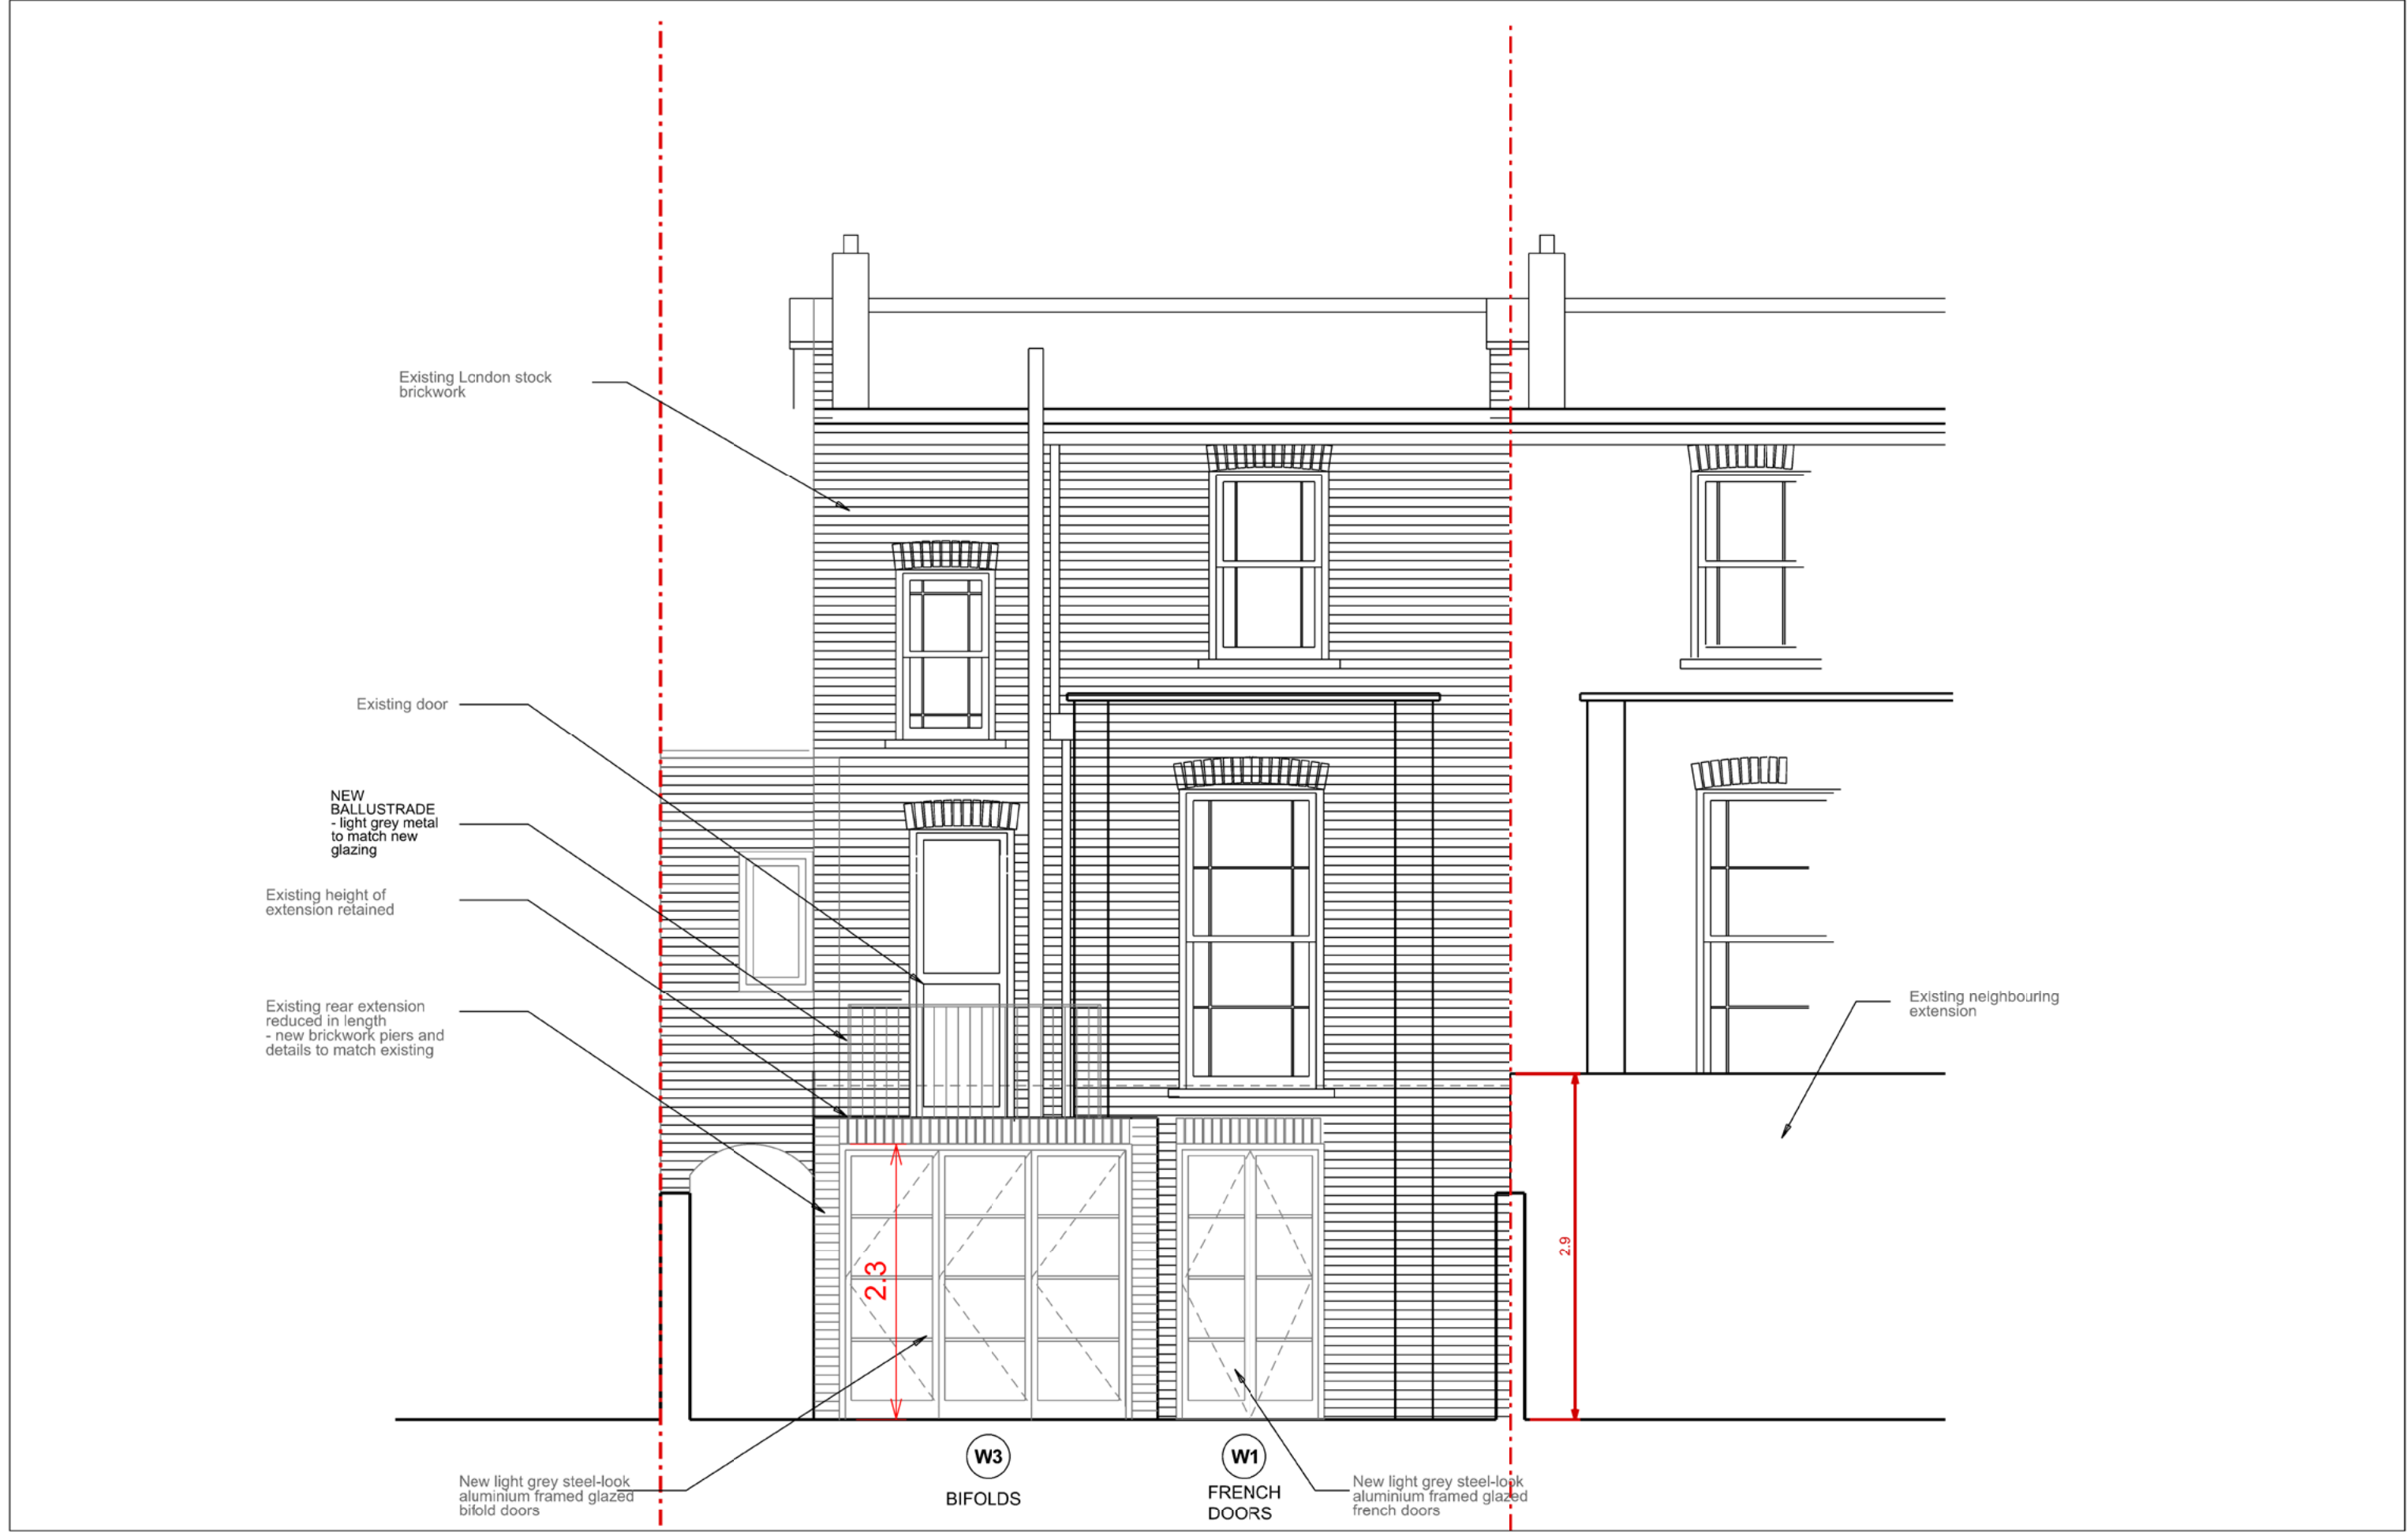 Existing London stock
brickwork
Existing door
NEW
BALLUSTRADE
- light grey metal
to match new
glazing
Existing height of
extension retained
Existing rear extension
reduced in length
- new brickwork piers and
details to match existing
Existing neighbouring
extension
2.9
2.3
W3
BIFOLDS
W1
FRENCH
DOORS
New light grey steel-look
aluminium framed glazed
bifold doors
New light grey steel-look
aluminium framed glazed
french doors